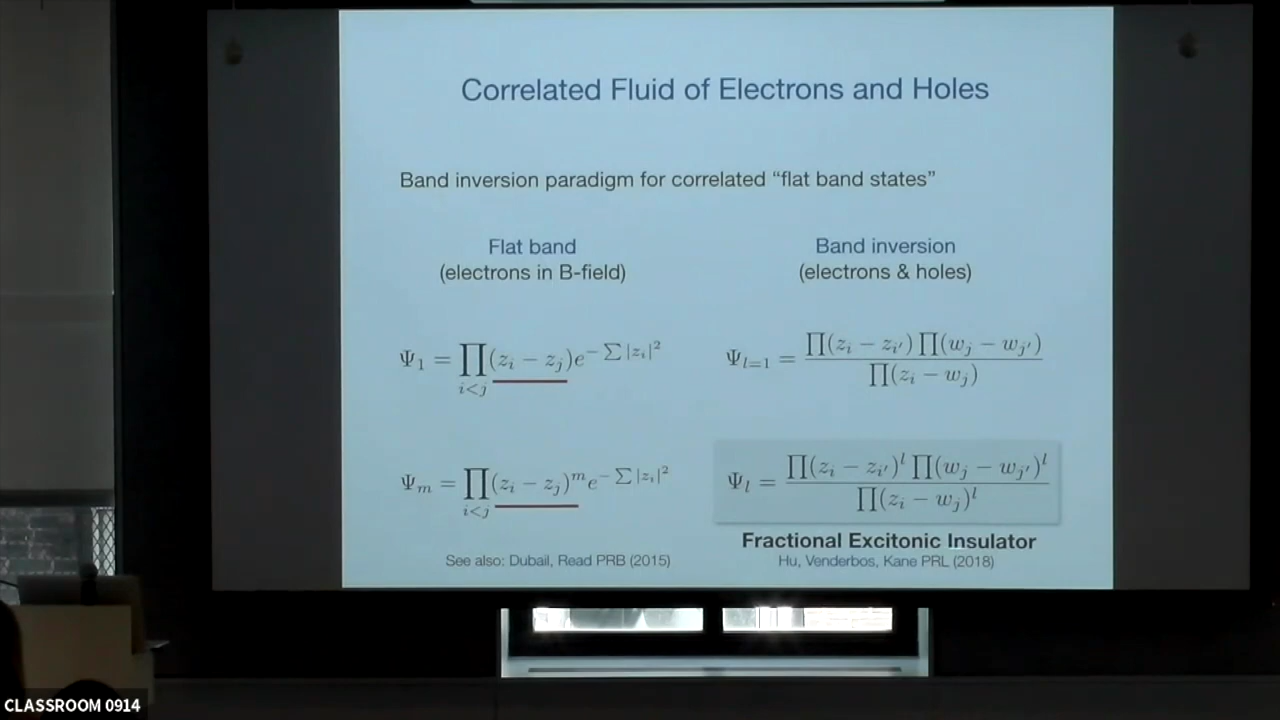 Correlated Fluid of Electrons and Holes
Band inversion paradigm for correlated “flat band states”
Flat band
(electrons in B-field)
Ψ₁ = ∏_{i<j} (z_i − z_j) e^{− ∑ |z_i|²}
Ψ_m = ∏_{i<j} (z_i − z_j)^m e^{− ∑ |z_i|²}
See also: Dubail, Read PRB (2015)
Band inversion
(electrons & holes)
Ψ_{l=1} = ∏(z_i − z_{i′}) ∏(w_j − w_{j′}) / ∏(z_i − w_j)
Ψ_l = ∏(z_i − z_{i′})^l ∏(w_j − w_{j′})^l / ∏(z_i − w_j)^l
Fractional Excitonic Insulator
Hu, Venderbos, Kane PRL (2018)
CLASSROOM 0914